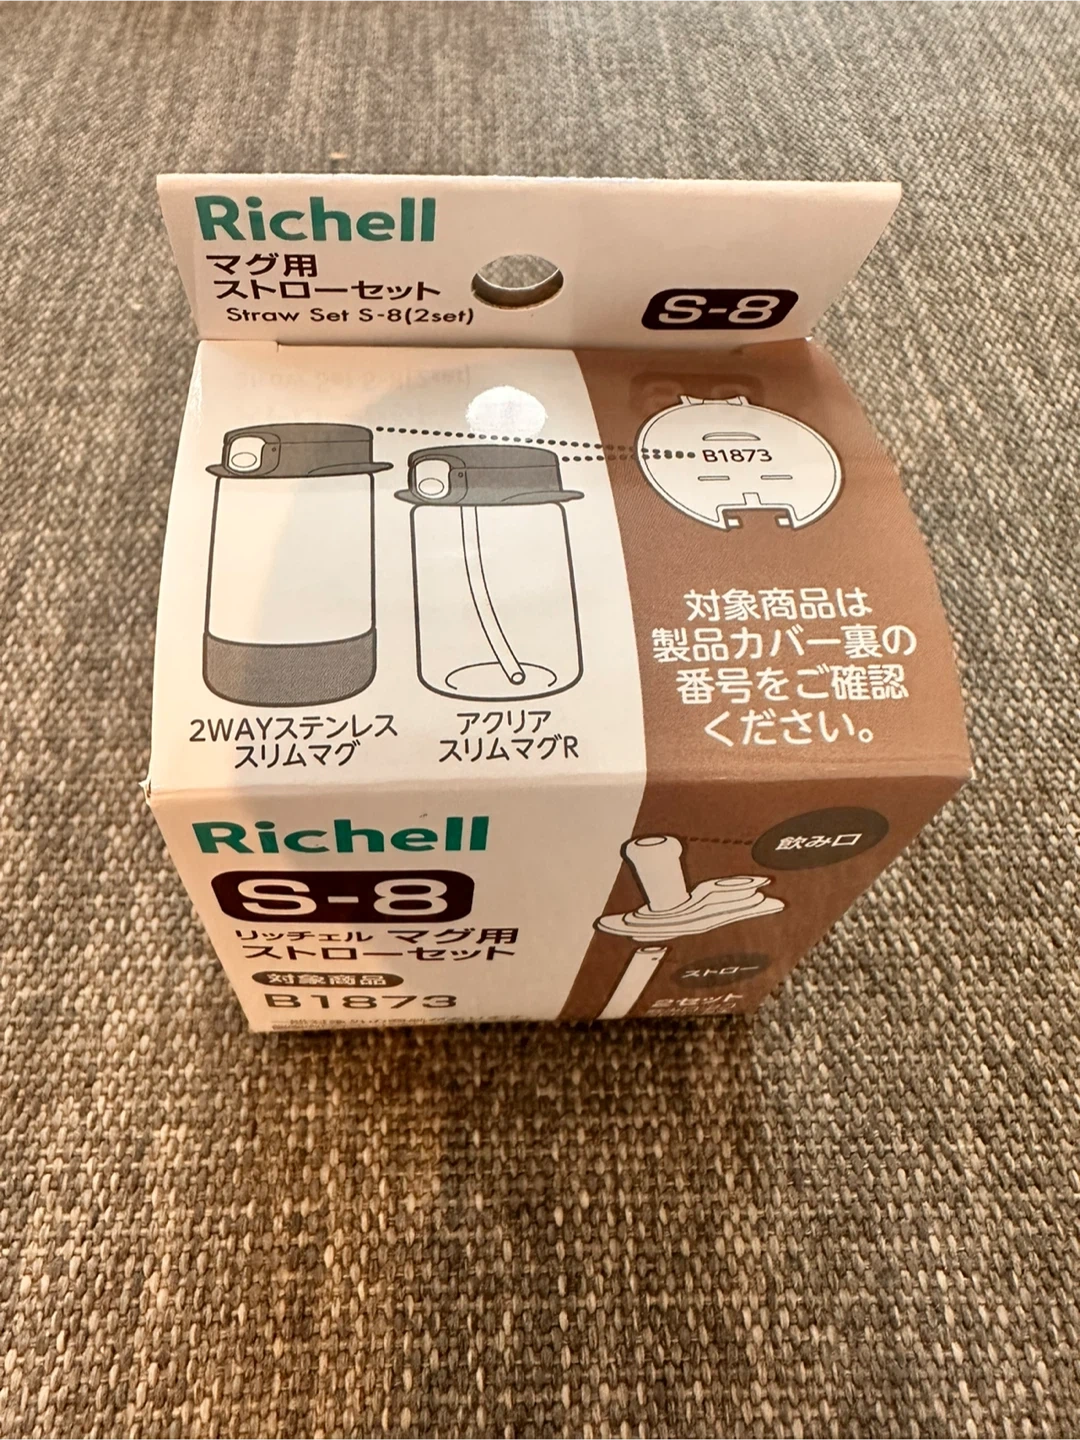 Richell
マグ用
ストローセット
Straw Set S-8(2set)
S-8
B1873
対象商品は
製品カバー裏の
番号をご確認
ください。
2WAYステンレス
スリムマグ
アクリア
スリムマグR
Richell
S-8
リッチェル マグ用
ストローセット
対象商品
B1873
飲み口
ストロー
2セット